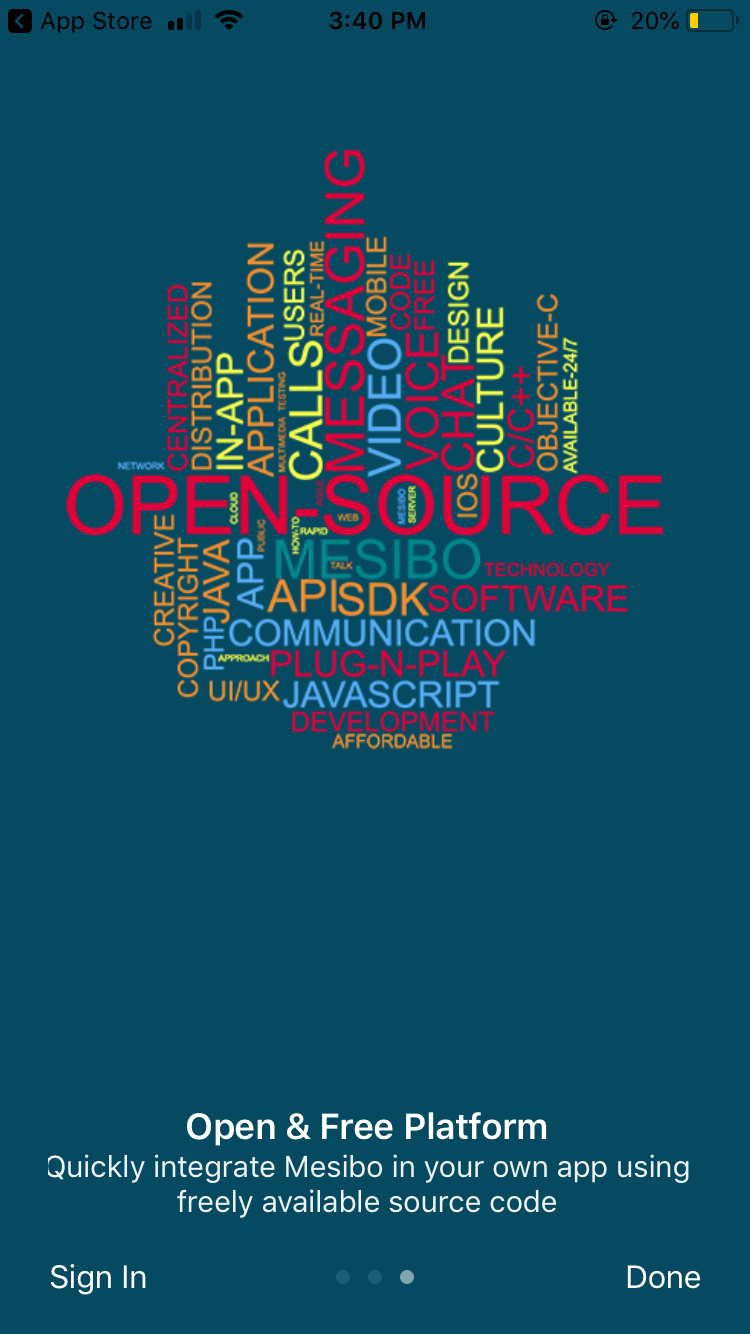 App Store
3:40 PM
20%
MESSAGING
CENTRALIZED
DISTRIBUTION
IN-APP
APPLICATION
MULTIMEDIA TESTING
CALLS
USERS
REAL-TIME
VIDEO
MOBILE
VOICE
CODE
FREE
CHAT
DESIGN
CULTURE
C/C++
OBJECTIVE-C
AVAILABLE-24/7
NETWORK
OPEN-SOURCE
CLOUD
WEB
MESIBO
SERVER
IOS
CREATIVE
COPYRIGHT
PHP
JAVA
APP
PUBLIC
HOW-TO
RAPID
MESIBO
TALK
TECHNOLOGY
API
SDK
SOFTWARE
COMMUNICATION
APPROACH
PLUG-N-PLAY
UI/UX
JAVASCRIPT
DEVELOPMENT
AFFORDABLE
Open & Free Platform
Quickly integrate Mesibo in your own app using
freely available source code
Sign In
Done